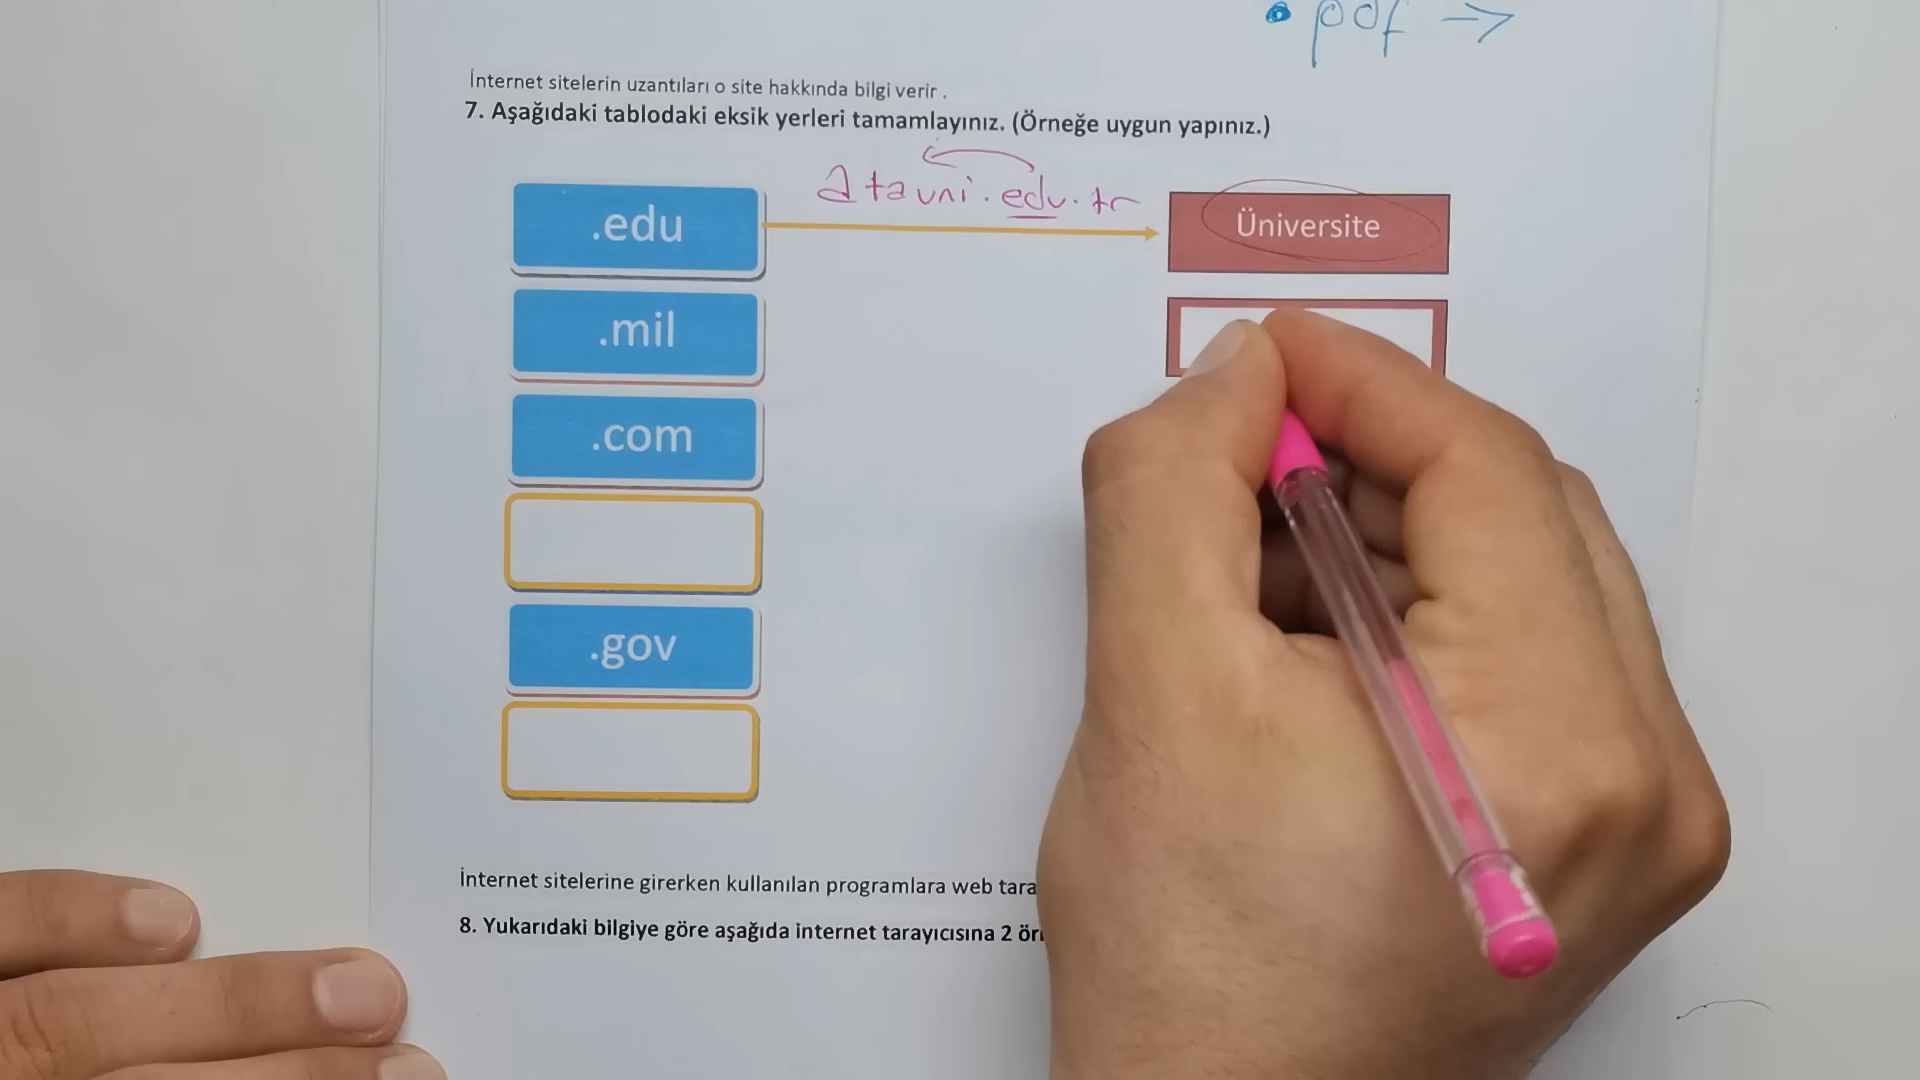 • pdf →
İnternet sitelerin uzantıları o site hakkında bilgi verir .
7. Aşağıdaki tablodaki eksik yerleri tamamlayınız. (Örneğe uygun yapınız.)
atauni.edu.tr
.edu
Üniversite
.mil
.com
.gov
İnternet sitelerine girerken kullanılan programlara web
8. Yukarıdaki bilgiye göre aşağıda internet tarayıcısına 2